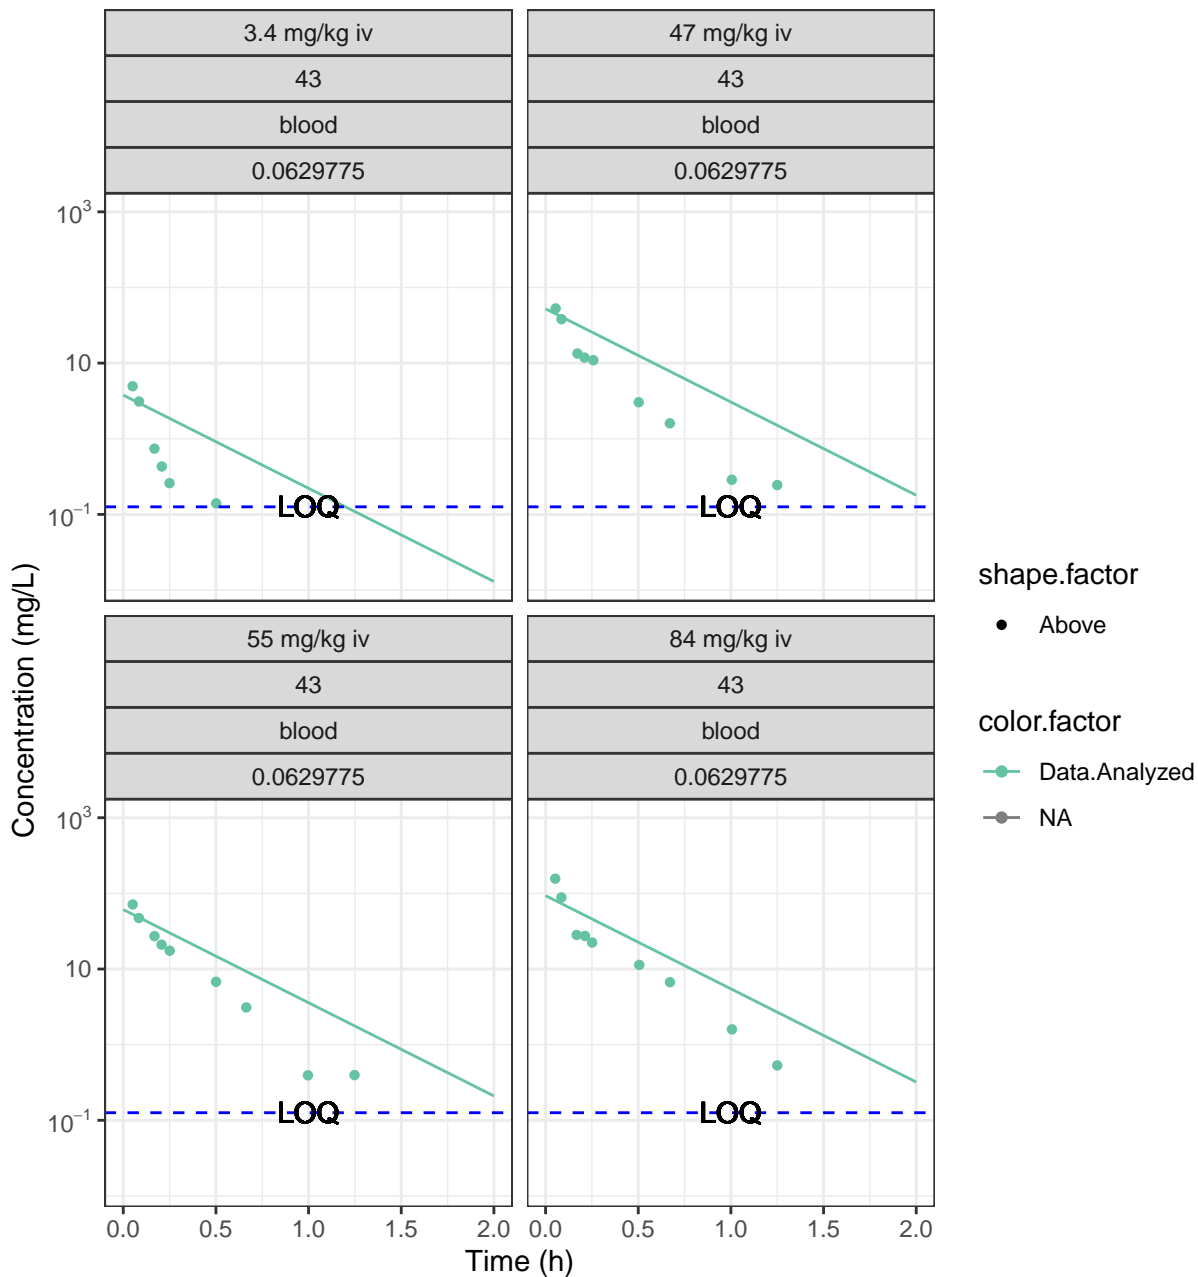 3.4 mg/kg iv
43
blood
0.0629775
47 mg/kg iv
43
blood
0.0629775
10³
10
10⁻¹
LOQ
LOQ
55 mg/kg iv
43
blood
0.0629775
84 mg/kg iv
43
blood
0.0629775
10³
10
10⁻¹
LOQ
LOQ
0.0 0.5 1.0 1.5 2.0
0.0 0.5 1.0 1.5 2.0
Time (h)
Concentration (mg/L)
shape.factor
Above
color.factor
Data.Analyzed
NA